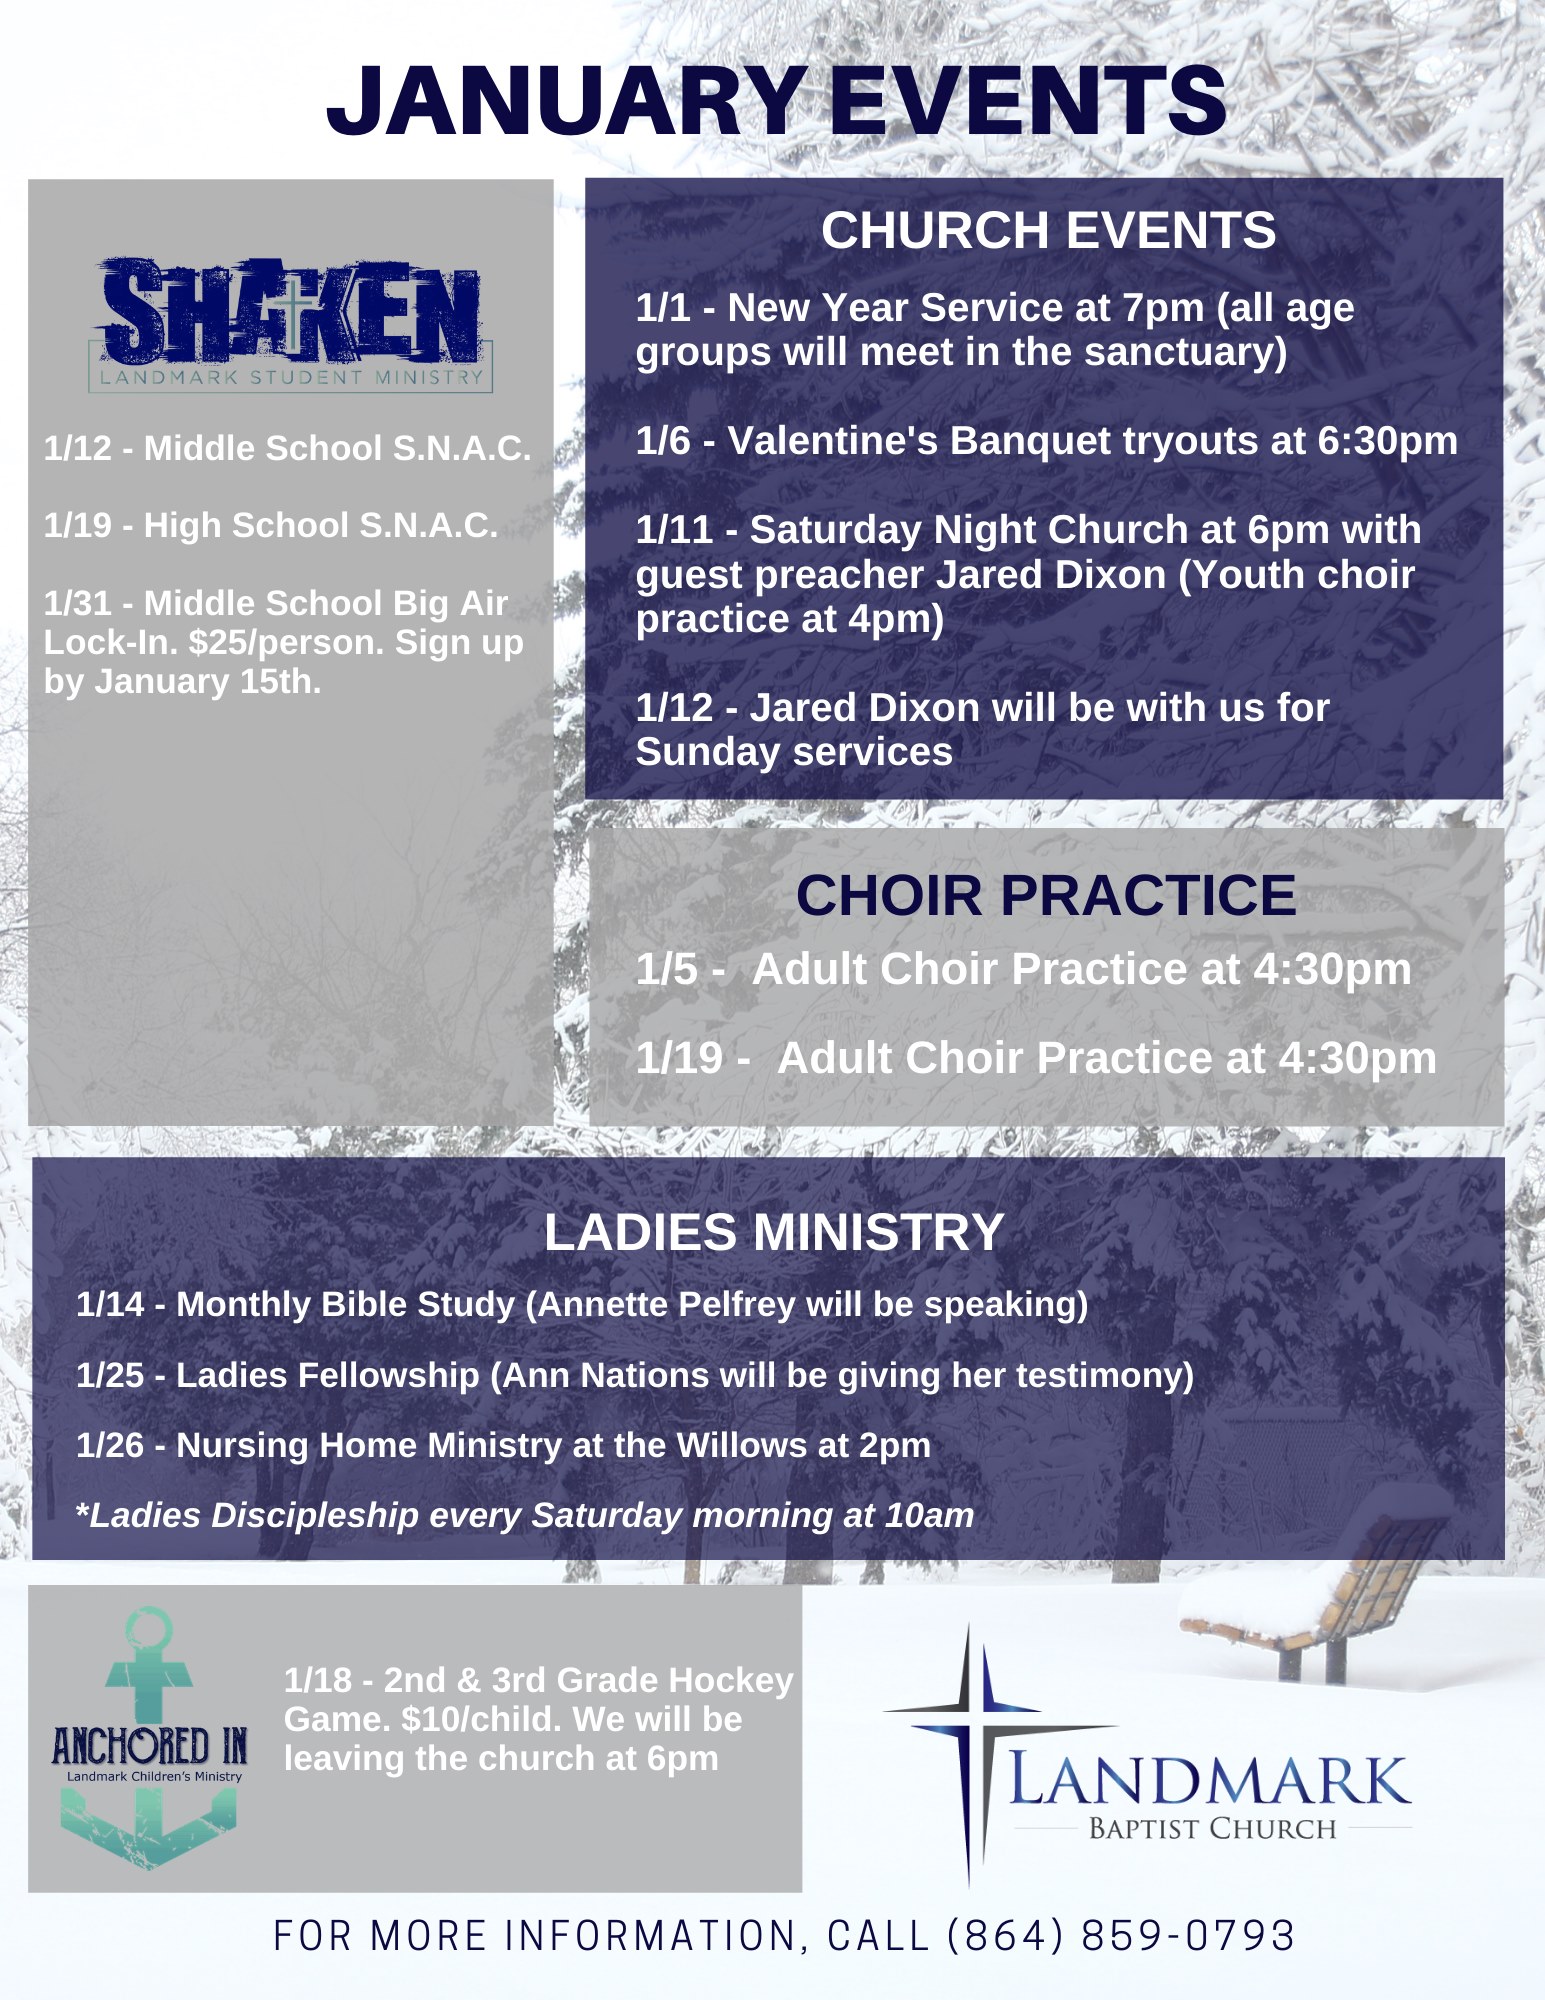 JANUARY EVENTS
SHAKEN
LANDMARK STUDENT MINISTRY
1/12 - Middle School S.N.A.C.
1/19 - High School S.N.A.C.
1/31 - Middle School Big Air
Lock-In. $25/person. Sign up
by January 15th.
CHURCH EVENTS
1/1 - New Year Service at 7pm (all age
groups will meet in the sanctuary)
1/6 - Valentine's Banquet tryouts at 6:30pm
1/11 - Saturday Night Church at 6pm with
guest preacher Jared Dixon (Youth choir
practice at 4pm)
1/12 - Jared Dixon will be with us for
Sunday services
CHOIR PRACTICE
1/5 -  Adult Choir Practice at 4:30pm
1/19 -  Adult Choir Practice at 4:30pm
LADIES MINISTRY
1/14 - Monthly Bible Study (Annette Pelfrey will be speaking)
1/25 - Ladies Fellowship (Ann Nations will be giving her testimony)
1/26 - Nursing Home Ministry at the Willows at 2pm
*Ladies Discipleship every Saturday morning at 10am
ANCHORED IN
Landmark Children's Ministry
1/18 - 2nd & 3rd Grade Hockey
Game. $10/child. We will be
leaving the church at 6pm
LANDMARK
BAPTIST CHURCH
FOR MORE INFORMATION, CALL (864) 859-0793